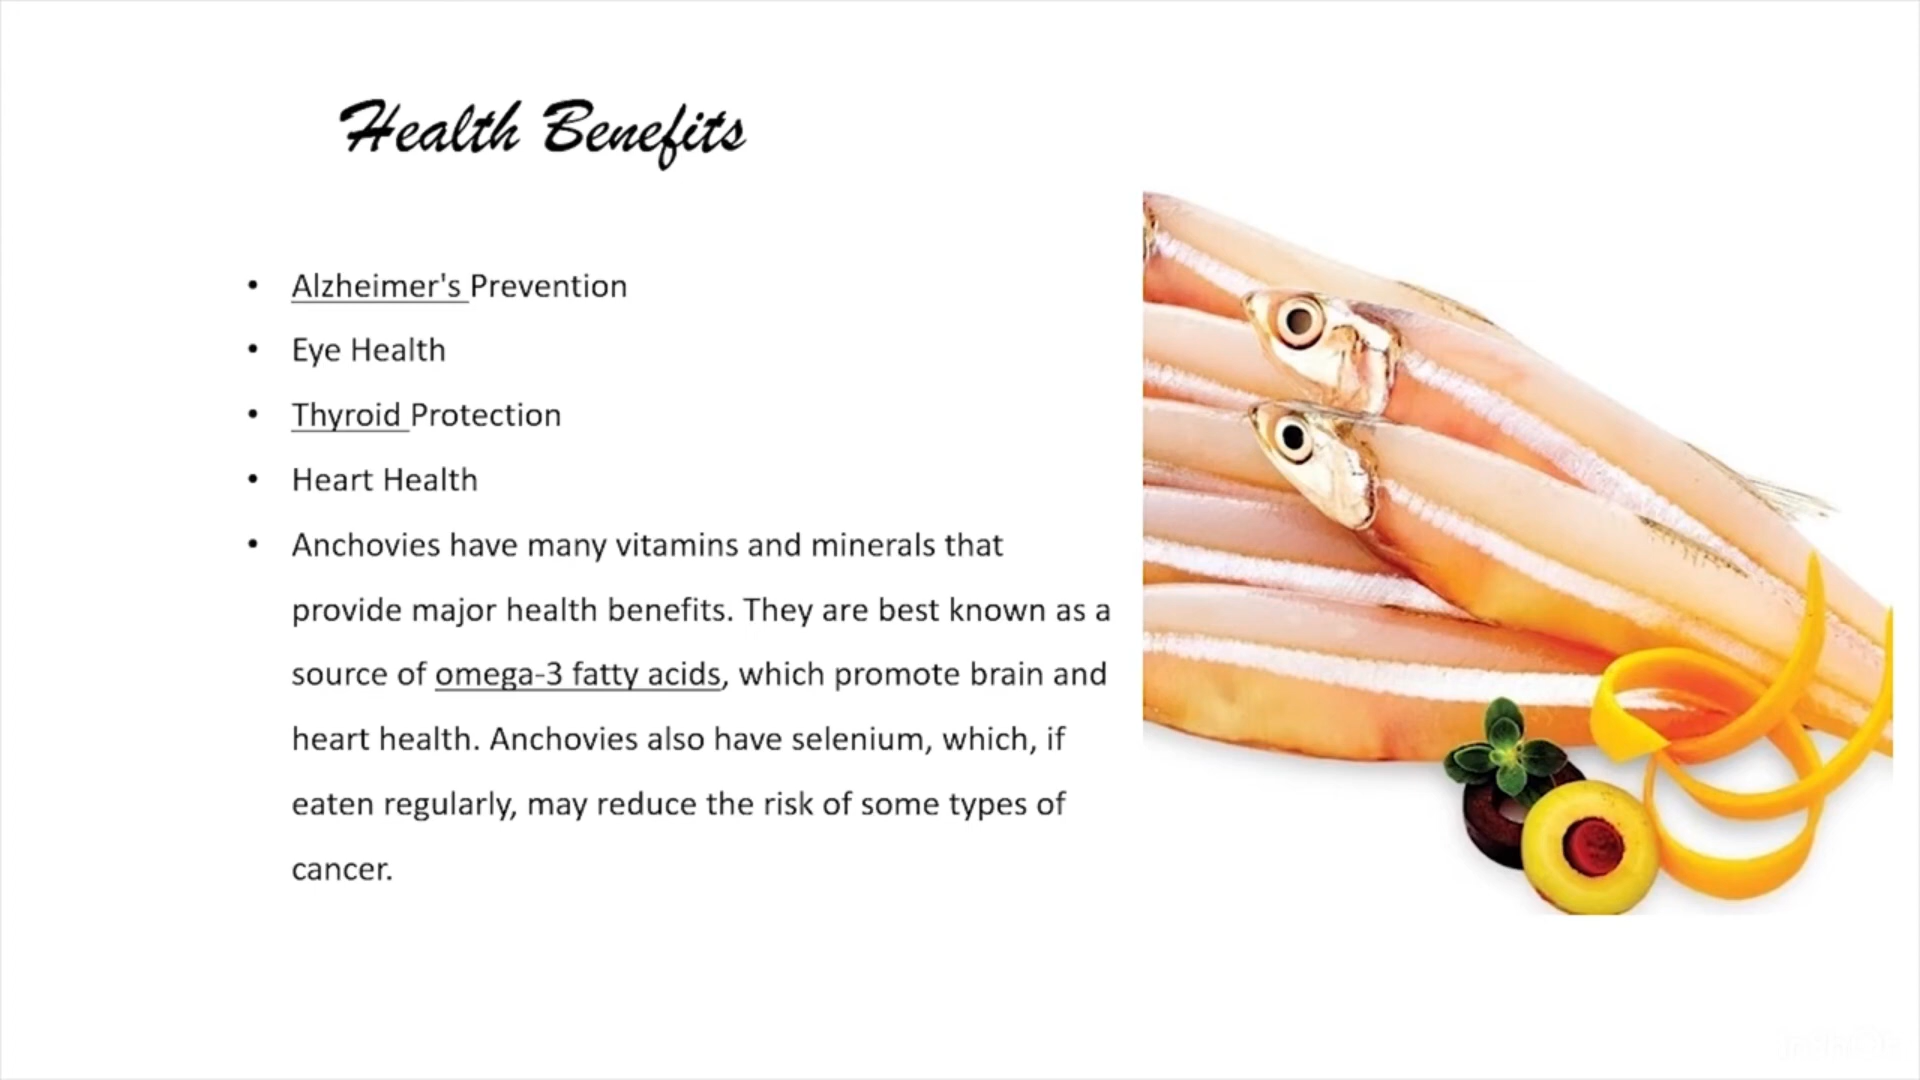 Health Benefits
• Alzheimer's Prevention
• Eye Health
• Thyroid Protection
• Heart Health
• Anchovies have many vitamins and minerals that
provide major health benefits. They are best known as a
source of omega-3 fatty acids, which promote brain and
heart health. Anchovies also have selenium, which, if
eaten regularly, may reduce the risk of some types of
cancer.